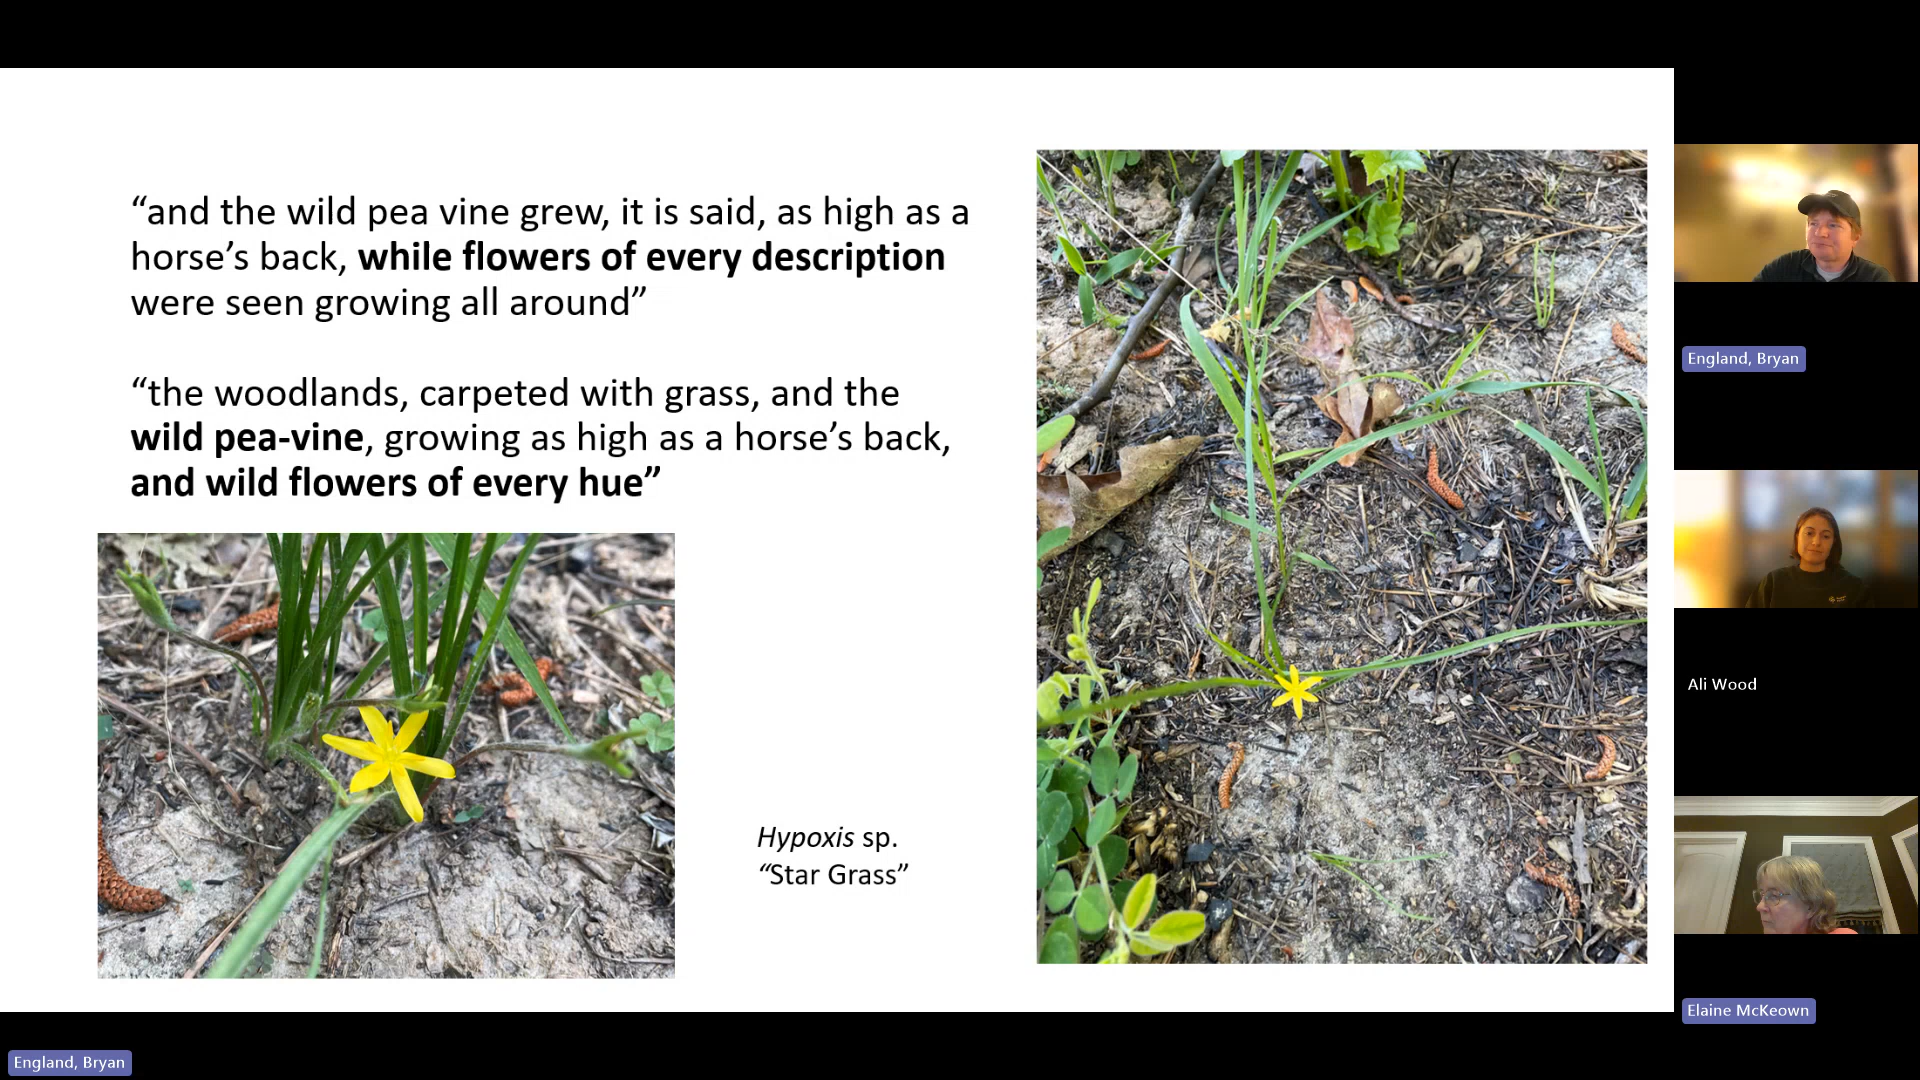 “and the wild pea vine grew, it is said, as high as a
horse’s back, while flowers of every description
were seen growing all around”
“the woodlands, carpeted with grass, and the
wild pea-vine, growing as high as a horse’s back,
and wild flowers of every hue”
Hypoxis sp.
“Star Grass”
England, Bryan
Ali Wood
Elaine McKeown
England, Bryan